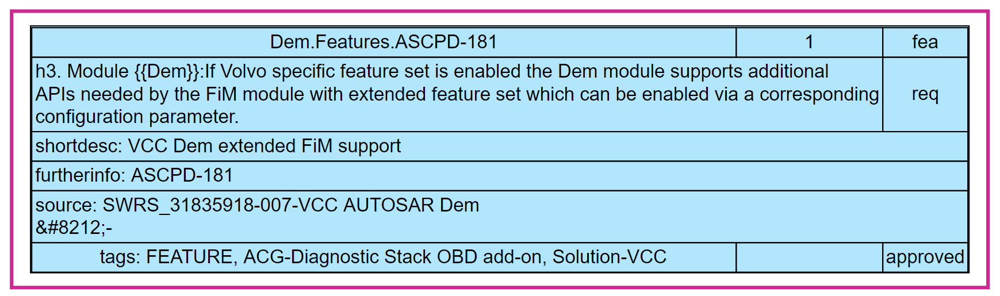 Dem.Features.ASCPD-181 1 fea
h3. Module {{Dem}}:If Volvo specific feature set is enabled the Dem module supports additional
APIs needed by the FiM module with extended feature set which can be enabled via a corresponding
configuration parameter.
req
shortdesc: VCC Dem extended FiM support
furtherinfo: ASCPD-181
source: SWRS_31835918-007-VCC AUTOSAR Dem
&#8212;-
tags: FEATURE, ACG-Diagnostic Stack OBD add-on, Solution-VCC approved